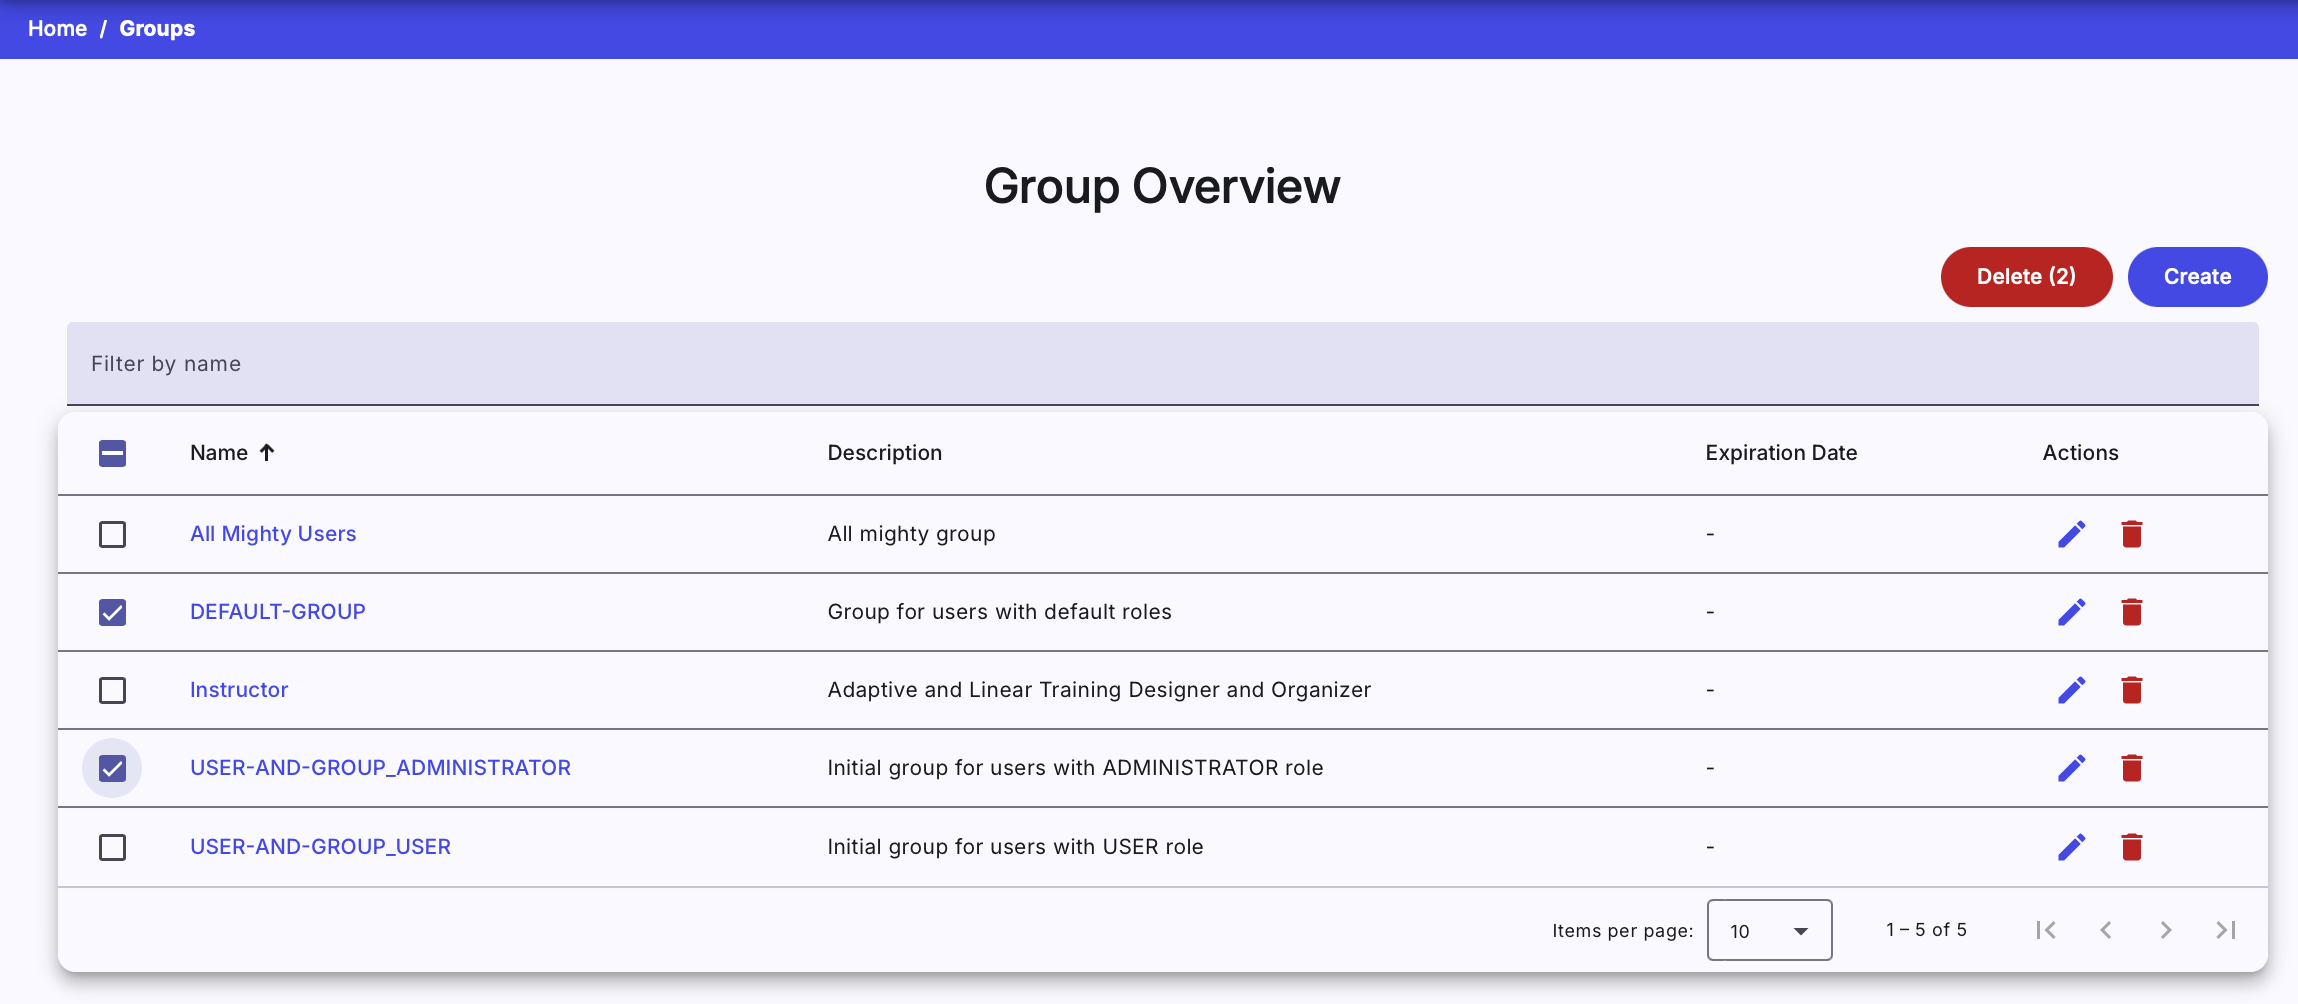 Home / Groups
Group Overview
Delete (2) Create
Filter by name
Name Description Expiration Date Actions
All Mighty Users All mighty group -
DEFAULT-GROUP Group for users with default roles -
Instructor Adaptive and Linear Training Designer and Organizer -
USER-AND-GROUP_ADMINISTRATOR Initial group for users with ADMINISTRATOR role -
USER-AND-GROUP_USER Initial group for users with USER role -
Items per page: 10 1 – 5 of 5